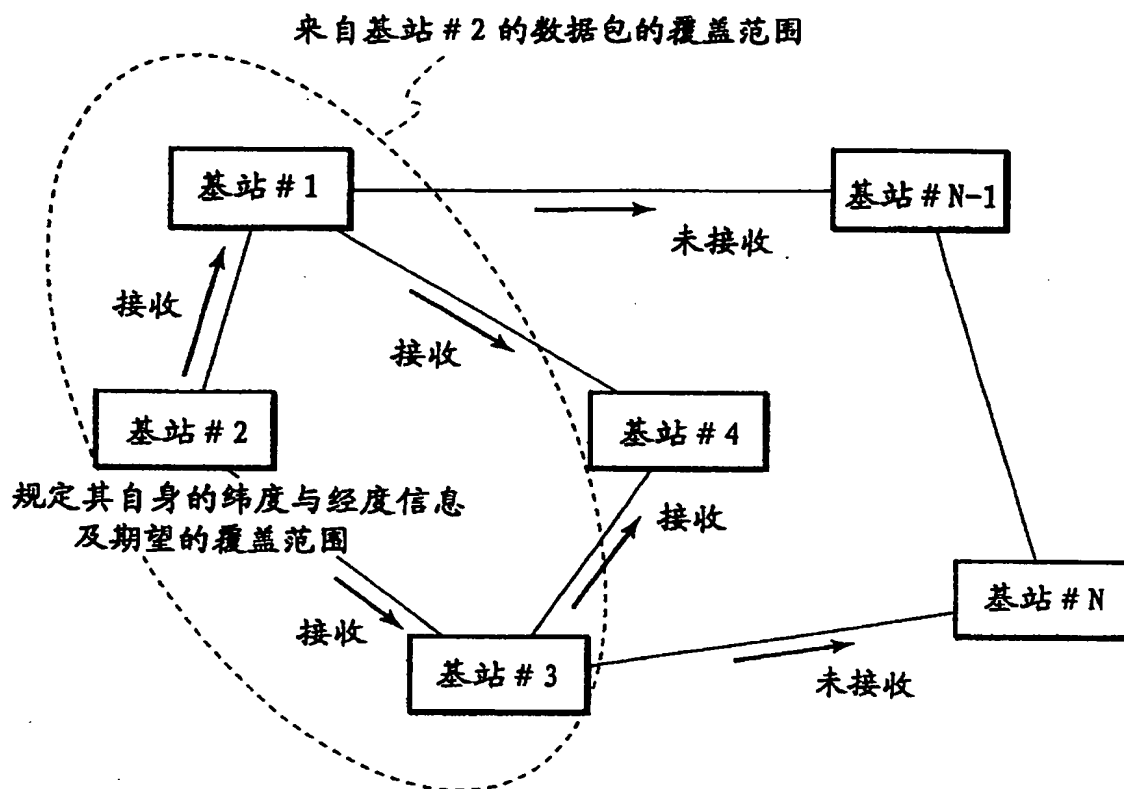 来自基站#2的数据包的覆盖范围
基站#1
基站#N-1
未接收
接收
接收
基站#2
基站#4
规定其自身的纬度与经度信息
及期望的覆盖范围
接收
基站#N
接收
基站#3
未接收